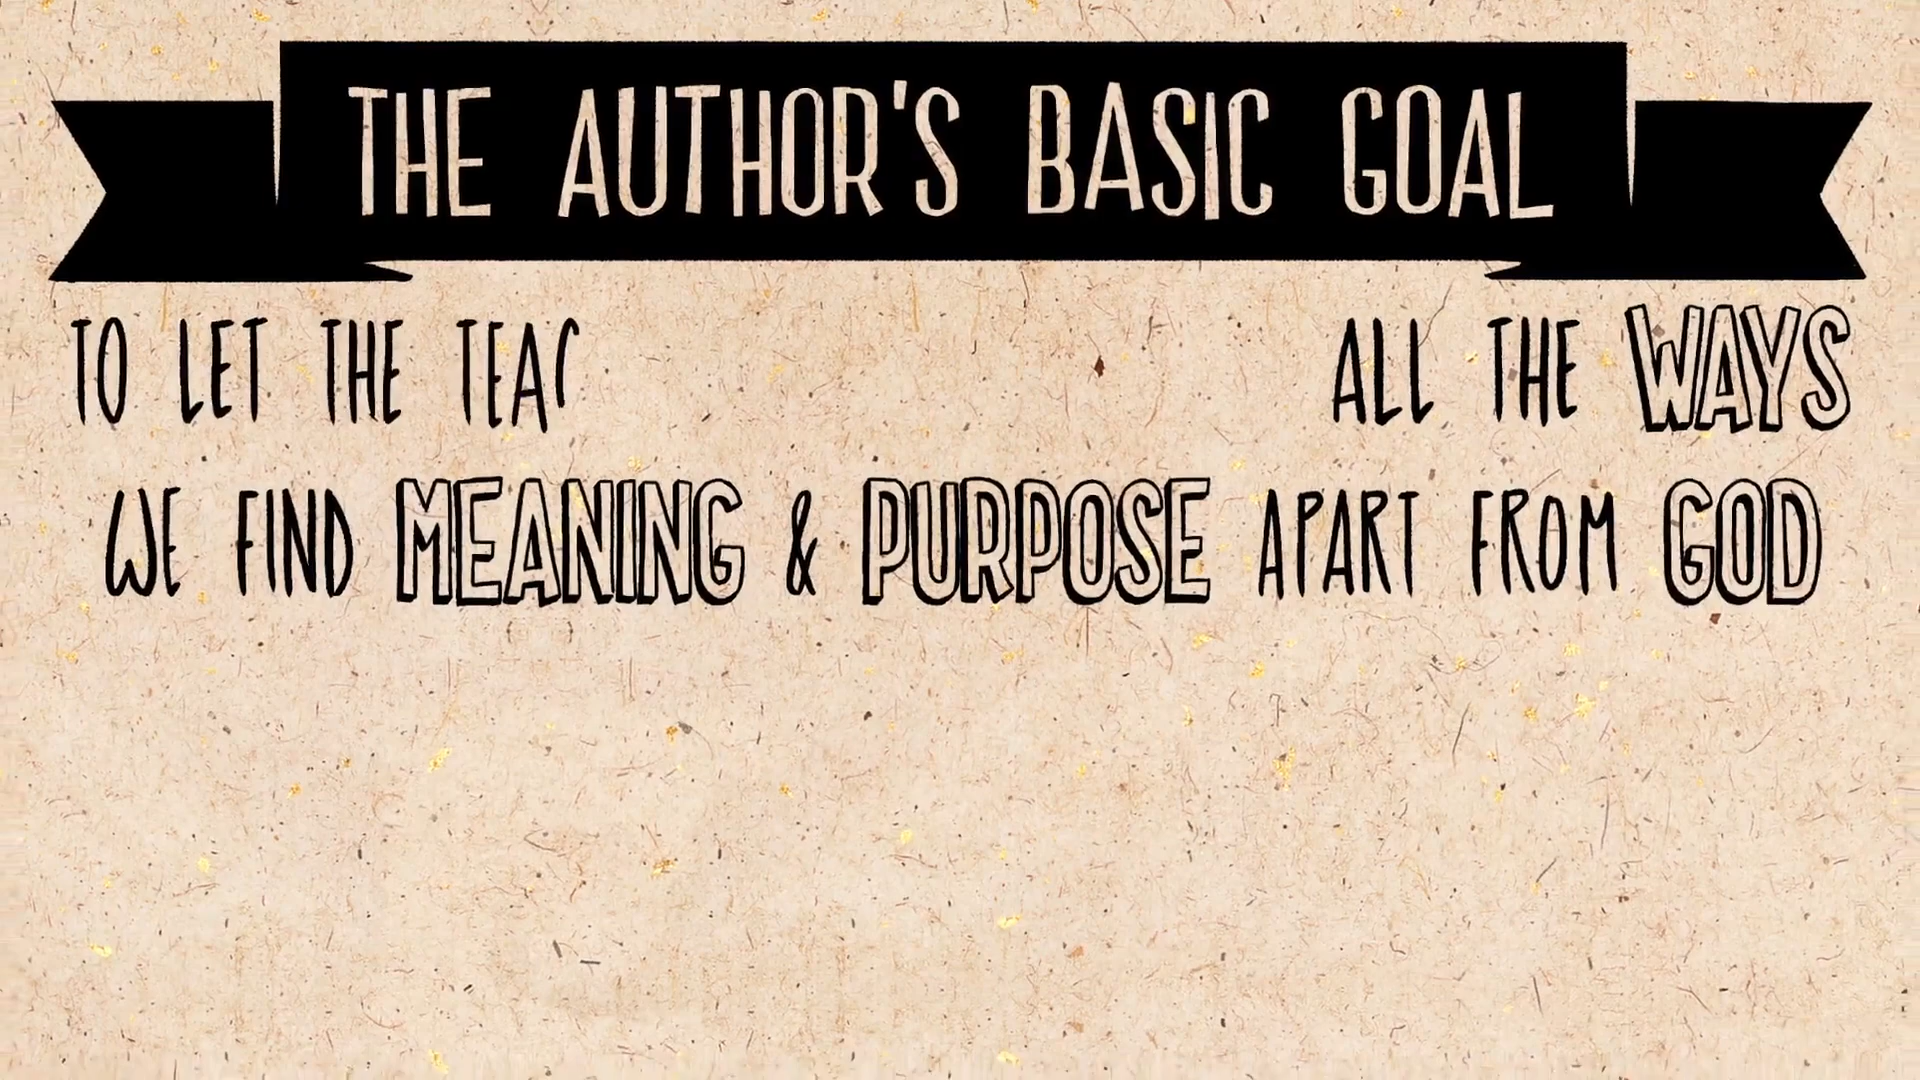 THE AUTHOR'S BASIC GOAL
TO LET THE ALL THE WAYS
WE FIND MEANING & PURPOSE APART FROM GOD